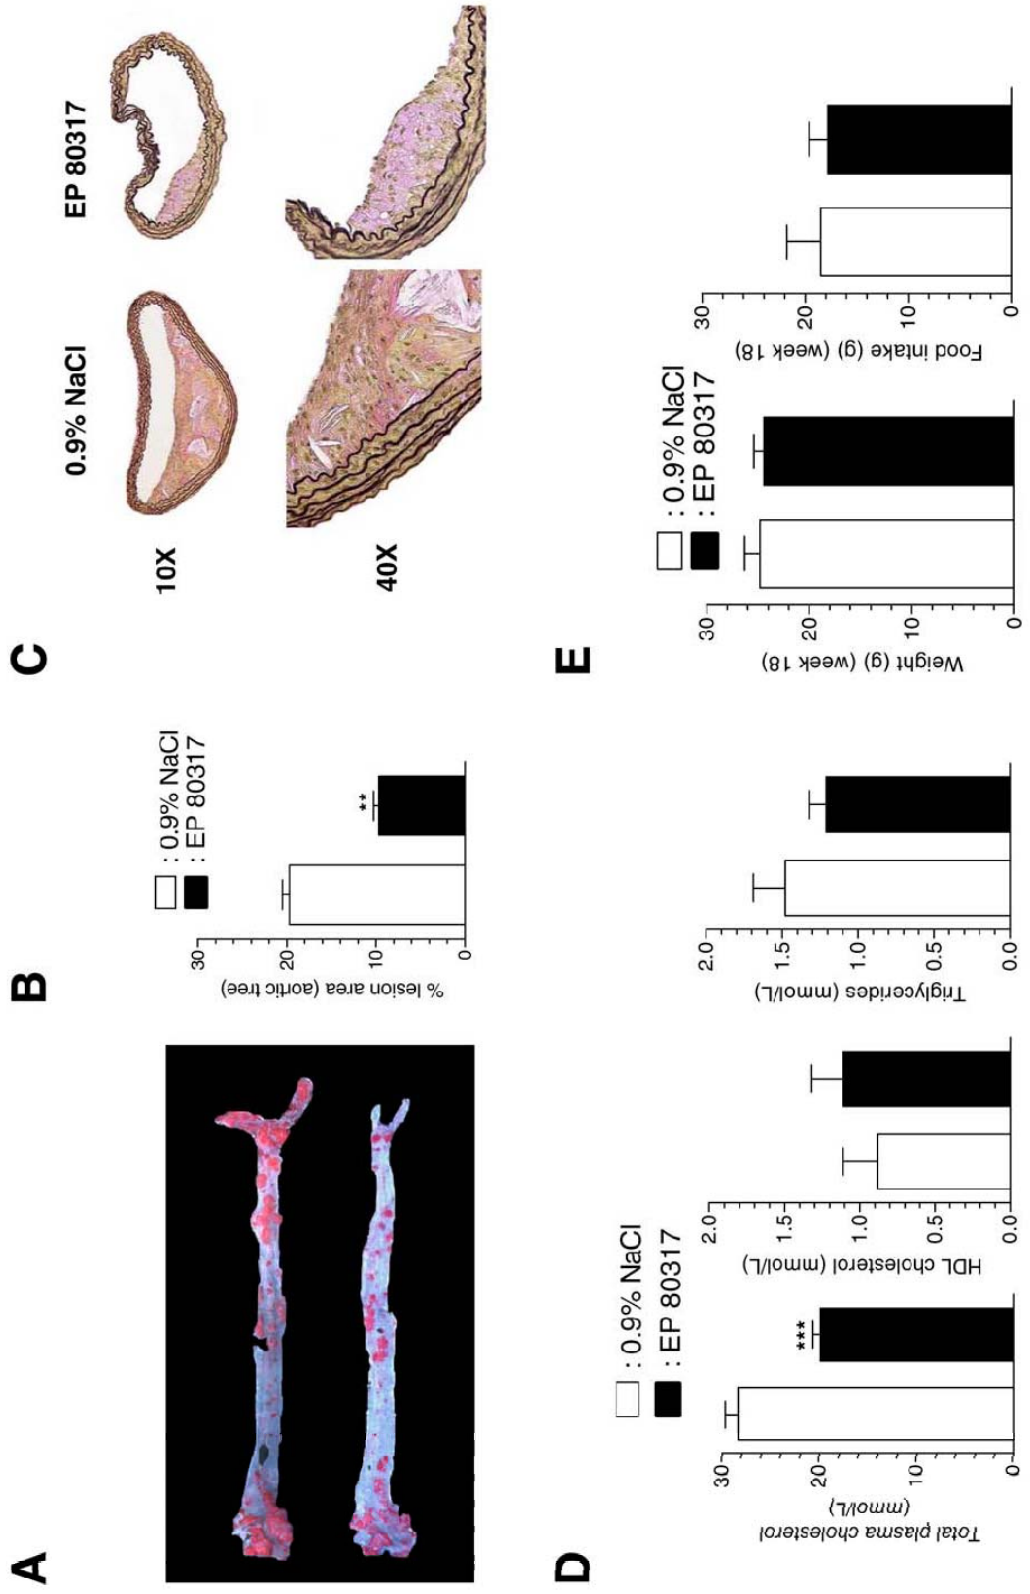 A
B
: 0.9% NaCl
: EP 80317
% lesion area (aortic tree)
30
20
10
0
**
C
0.9% NaCl
EP 80317
10X
40X
D
: 0.9% NaCl
: EP 80317
Total plasma cholesterol
(mmol/L)
30
20
10
0
***
HDL cholesterol (mmol/L)
2.0
1.5
1.0
0.5
0.0
Triglycerides (mmol/L)
2.0
1.5
1.0
0.5
0.0
E
: 0.9% NaCl
: EP 80317
Weight (g) (week 18)
30
20
10
0
Food intake (g) (week 18)
30
20
10
0